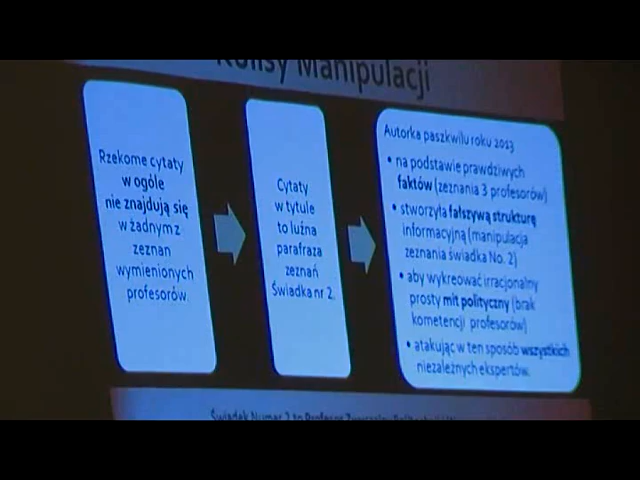 Kulisy Manipulacji
Rzekome cytaty
w ogóle
nie znajdują się
w żadnym z
zeznan
wymienionych
profesorów
Cytaty
w tytule
to luźna
parafraza
zeznań
Świadka nr 2.
Autorka paszkwilu roku 2013
• na podstawie prawdziwych
faktów (zeznania 3 profesorów)
• stworzyła fałszywą strukturę
informacyjną (manipulacja
zeznania świadka No. 2)
• aby wykreować irracjonalny
prosty mit polityczny (brak
kometencji profesorów)
• atakując w ten sposób wszystkich
niezależnych ekspertów.
Świadek Numer 2 to Profesor